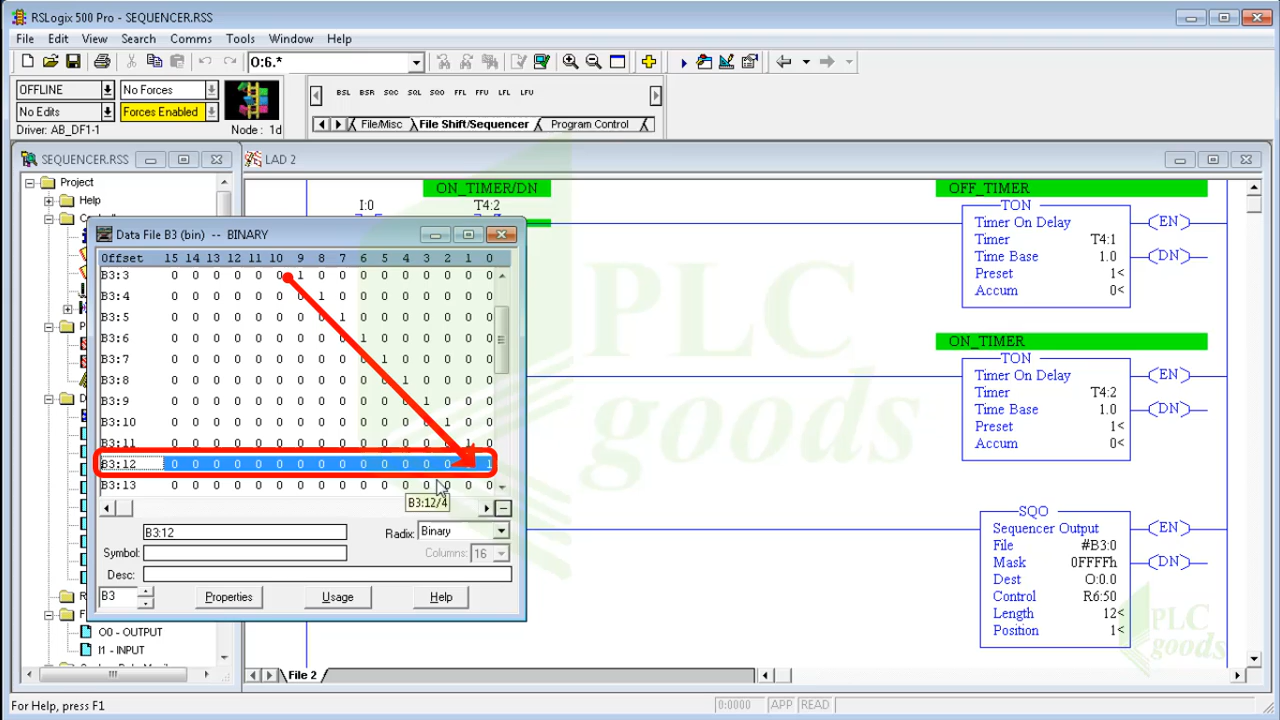 RSLogix 500 Pro - SEQUENCER.RSS
File Edit View Search Comms Tools Window Help
O:6.*
OFFLINE No Forces
No Edits Forces Enabled
Driver: AB_DF1-1 Node : 1d
BSL BSR SQC SQL SQO FFL FFU LFL LFU
File/Misc File Shift/Sequencer Program Control
SEQUENCER.RSS
Project
Help
LAD 2
ON_TIMER/DN
I:0 T4:2
OFF_TIMER
TON
Timer On Delay (EN)
Timer T4:1
Time Base 1.0 (DN)
Preset 1<
Accum 0<
ON_TIMER
TON
Timer On Delay (EN)
Timer T4:2
Time Base 1.0 (DN)
Preset 1<
Accum 0<
SQO
Sequencer Output (EN)
File #B3:0
Mask 0FFFFh (DN)
Dest O:0.0
Control R6:50
Length 12<
Position 1<
Data File B3 (bin) -- BINARY
Offset 15 14 13 12 11 10 9 8 7 6 5 4 3 2 1 0
B3:3 0 0 0 0 0 0 1 0 0 0 0 0 0 0 0 0
B3:4 0 0 0 0 0 0 0 1 0 0 0 0 0 0 0 0
B3:5 0 0 0 0 0 0 0 0 1 0 0 0 0 0 0 0
B3:6 0 0 0 0 0 0 0 0 0 1 0 0 0 0 0 0
B3:7 0 0 0 0 0 0 0 0 0 0 1 0 0 0 0 0
B3:8 0 0 0 0 0 0 0 0 0 0 0 1 0 0 0 0
B3:9 0 0 0 0 0 0 0 0 0 0 0 0 1 0 0 0
B3:10 0 0 0 0 0 0 0 0 0 0 0 0 0 1 0 0
B3:11 0 0 0 0 0 0 0 0 0 0 0 0 0 0 1 0
B3:12 0 0 0 0 0 0 0 0 0 0 0 0 0 0 1
B3:13 0 0 0 0 0 0 0 0 0 0 0 0 0 0 0 0
B3:12/4
B3:12 Radix: Binary
Symbol: Columns: 16
Desc:
B3 Properties Usage Help
O0 - OUTPUT
I1 - INPUT
File 2
PLC
goods
PLC
goods
For Help, press F1
0:0000 APP READ